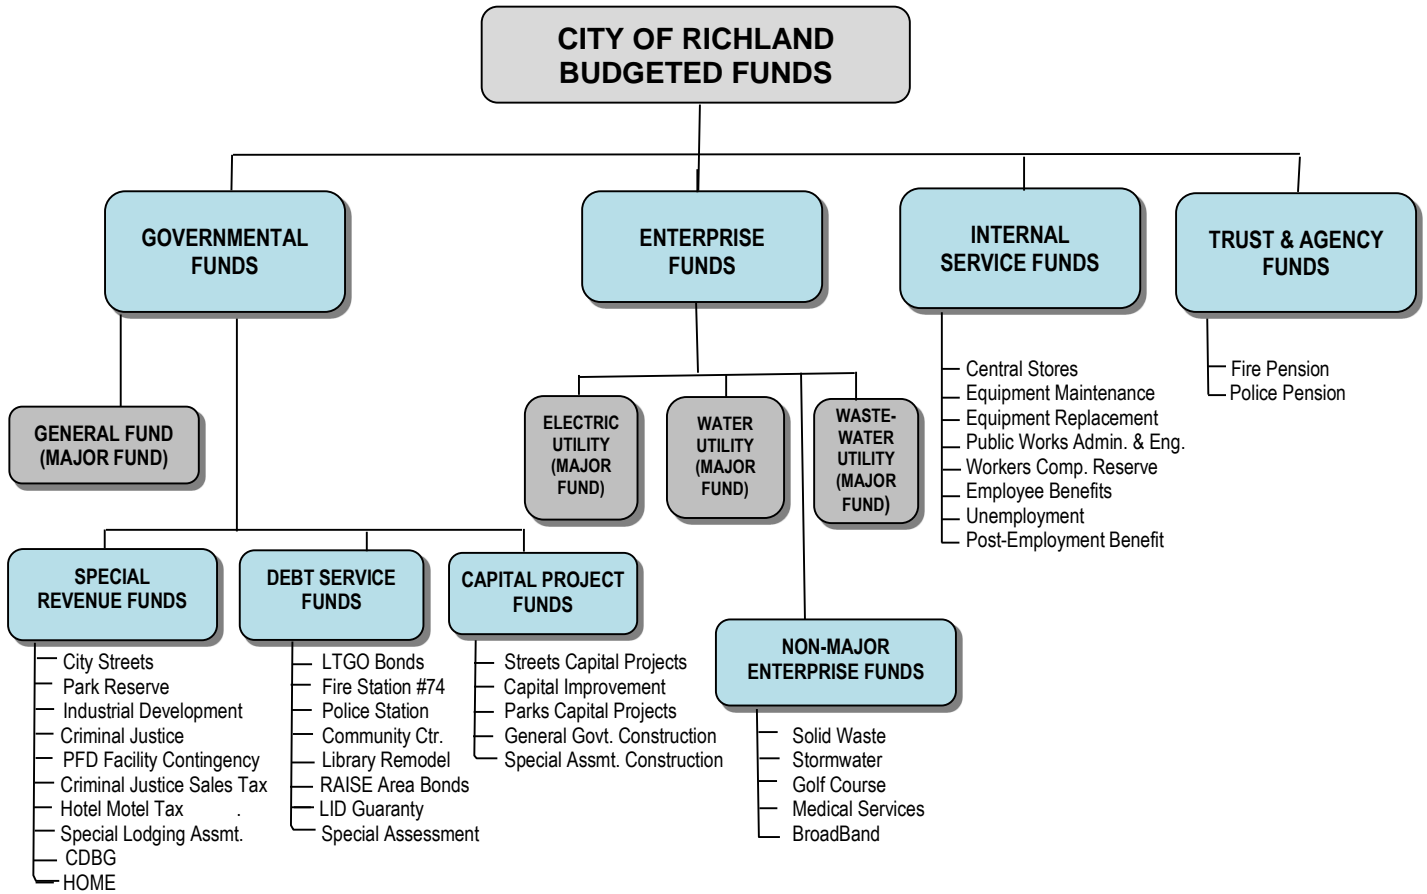 CITY OF RICHLAND
BUDGETED FUNDS
GOVERNMENTAL
FUNDS
ENTERPRISE
FUNDS
INTERNAL
SERVICE FUNDS
TRUST & AGENCY
FUNDS
GENERAL FUND
(MAJOR FUND)
ELECTRIC
UTILITY
(MAJOR
FUND)
WATER
UTILITY
(MAJOR
FUND)
WASTE-
WATER
UTILITY
(MAJOR
FUND)
Central Stores
Equipment Maintenance
Equipment Replacement
Public Works Admin. & Eng.
Workers Comp. Reserve
Employee Benefits
Unemployment
Post-Employment Benefit
Fire Pension
Police Pension
SPECIAL
REVENUE FUNDS
City Streets
Park Reserve
Industrial Development
Criminal Justice
PFD Facility Contingency
Criminal Justice Sales Tax
Hotel Motel Tax .
Special Lodging Assmt.
CDBG
HOME
DEBT SERVICE
FUNDS
LTGO Bonds
Fire Station #74
Police Station
Community Ctr.
Library Remodel
RAISE Area Bonds
LID Guaranty
Special Assessment
CAPITAL PROJECT
FUNDS
Streets Capital Projects
Capital Improvement
Parks Capital Projects
General Govt. Construction
Special Assmt. Construction
NON-MAJOR
ENTERPRISE FUNDS
Solid Waste
Stormwater
Golf Course
Medical Services
BroadBand